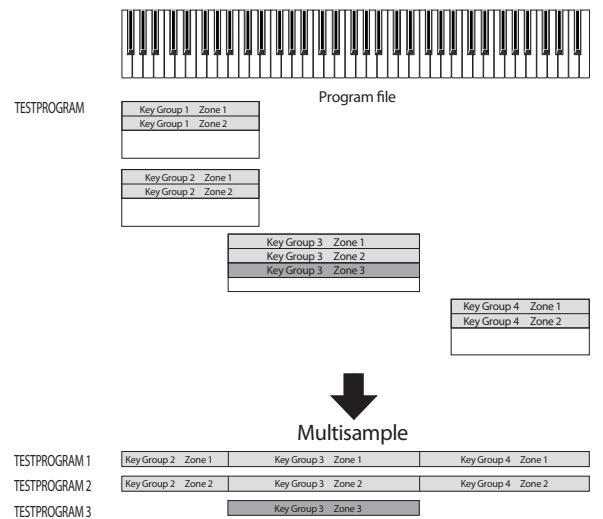 Program file
TESTPROGRAM
Key Group 1 Zone 1
Key Group 1 Zone 2
Key Group 2 Zone 1
Key Group 2 Zone 2
Key Group 3 Zone 1
Key Group 3 Zone 2
Key Group 3 Zone 3
Key Group 4 Zone 1
Key Group 4 Zone 2
Multisample
TESTPROGRAM 1 Key Group 2 Zone 1 Key Group 3 Zone 1 Key Group 4 Zone 1
TESTPROGRAM 2 Key Group 2 Zone 2 Key Group 3 Zone 2 Key Group 4 Zone 2
TESTPROGRAM 3 Key Group 3 Zone 3